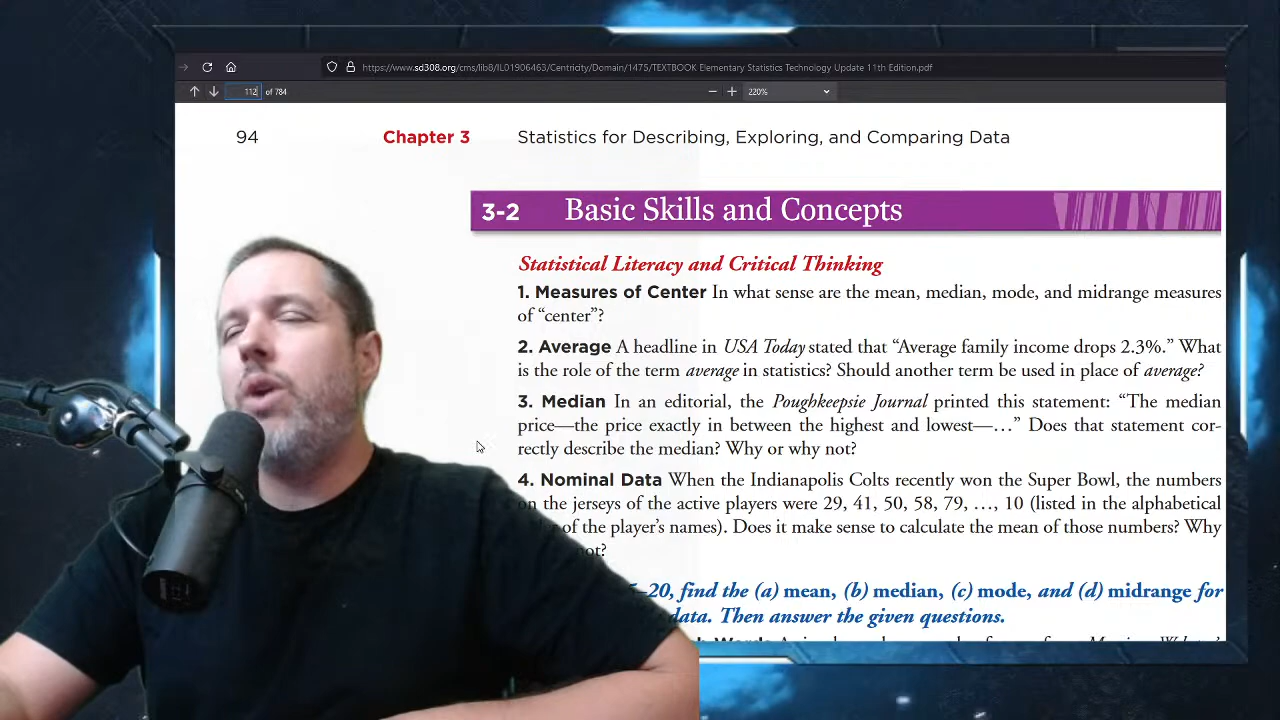 https://www.sd308.org/cms/lib8/IL01906463/Centricity/Domain/1475/TEXTBOOK Elementary Statistics Technology Update 11th Edition.pdf
112 of 784
220%
94 Chapter 3 Statistics for Describing, Exploring, and Comparing Data
3-2 Basic Skills and Concepts
Statistical Literacy and Critical Thinking
1. Measures of Center In what sense are the mean, median, mode, and midrange measures
of “center”?
2. Average A headline in USA Today stated that “Average family income drops 2.3%.” What
is the role of the term average in statistics? Should another term be used in place of average?
3. Median In an editorial, the Poughkeepsie Journal printed this statement: “The median
price—the price exactly in between the highest and lowest—…” Does that statement cor-
rectly describe the median? Why or why not?
4. Nominal Data When the Indianapolis Colts recently won the Super Bowl, the numbers
on the jerseys of the active players were 29, 41, 50, 58, 79, …, 10 (listed in the alphabetical
of the player’s names). Does it make sense to calculate the mean of those numbers? Why
not?
–20, find the (a) mean, (b) median, (c) mode, and (d) midrange for
data. Then answer the given questions.